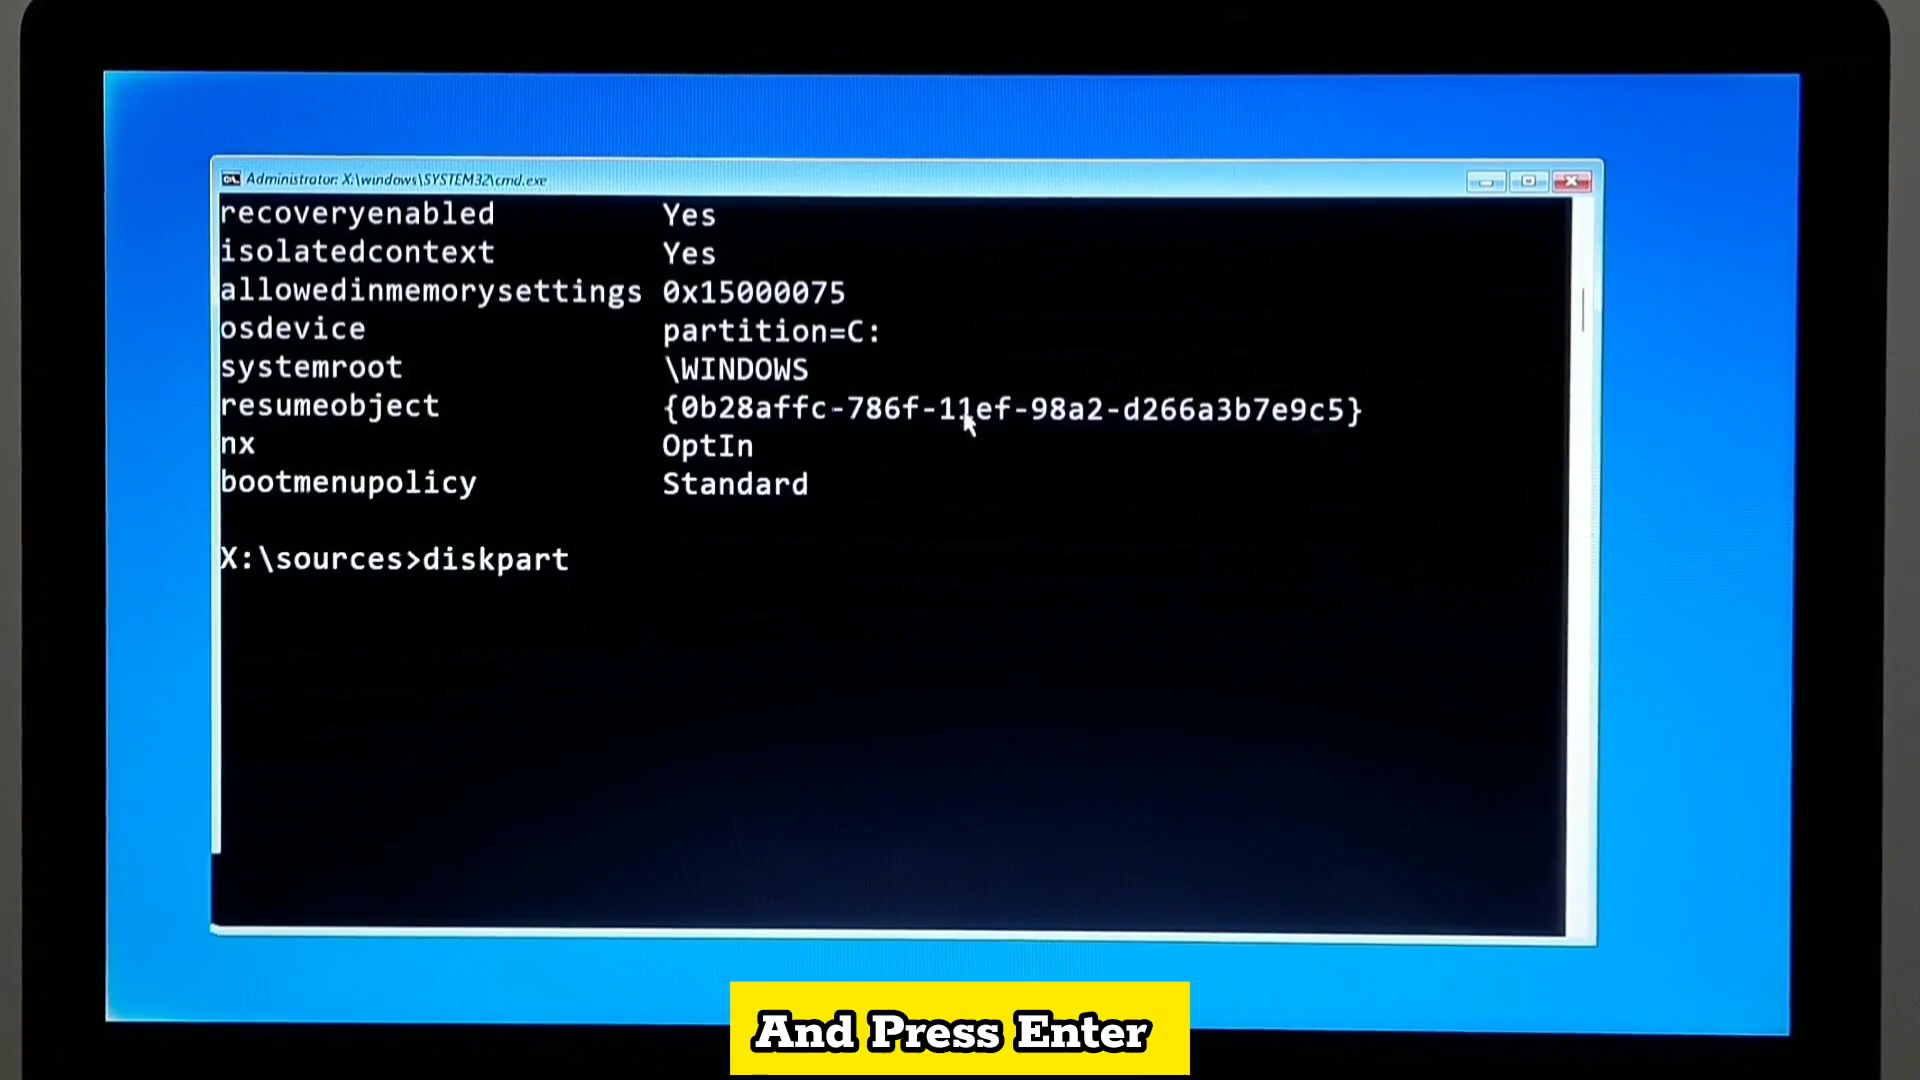 Administrator: X:\windows\SYSTEM32\cmd.exe
recoveryenabled Yes
isolatedcontext Yes
allowedinmemorysettings 0x15000075
osdevice partition=C:
systemroot \WINDOWS
resumeobject {0b28affc-786f-11ef-98a2-d266a3b7e9c5}
nx OptIn
bootmenupolicy Standard
X:\sources>diskpart
And Press Enter